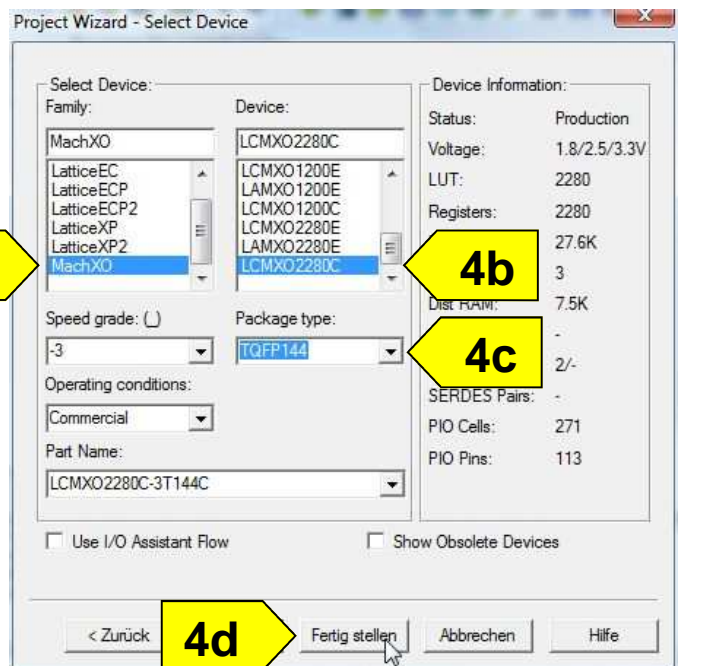 Project Wizard - Select Device
Select Device:
Family:
Device:
MachXO
LCMXO2280C
LatticeEC
LatticeECP
LatticeECP2
LatticeXP
LatticeXP2
MachXO
LCMXO1200E
LAMXO1200E
LCMXO1200C
LCMXO2280E
LAMXO2280E
LCMXO2280C
4b
Speed grade: (_)
Package type:
-3
TQFP144
4c
Operating conditions:
Commercial
Part Name:
LCMXO2280C-3T144C
Device Information:
Status: Production
Voltage: 1.8/2.5/3.3V
LUT: 2280
Registers: 2280
27.6K
3
Dist RAM: 7.5K
-
2/-
SERDES Pairs: -
PIO Cells: 271
PIO Pins: 113
Use I/O Assistant Flow
Show Obsolete Devices
< Zurück
4d
Fertig stellen
Abbrechen
Hilfe